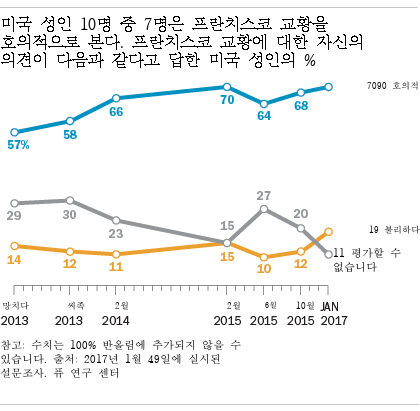 미국 성인 10명 중 7명은 프란치스코 교황을
호의적으로 본다. 프란치스코 교황에 대한 자신의
의견이 다음과 같다고 답한 미국 성인의 %
7090 호의적
57% 58 66 70 64 68
29 30 23 15 27 20
19 불리하다
11 평가할 수
없습니다
14 12 11 15 10 12
망치다 씨족 2월 2월 6월 10월 JAN
2013 2013 2014 2015 2015 2015 2017
참고: 수치는 100% 반올림에 추가되지 않을 수
있습니다. 출처: 2017년 1월 49일에 실시된
설문조사. 퓨 연구 센터